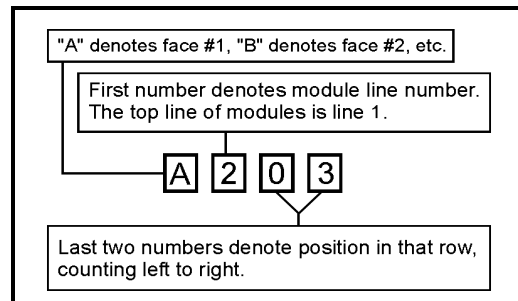 "A" denotes face #1, "B" denotes face #2, etc.
First number denotes module line number.
The top line of modules is line 1.
A 2 0 3
Last two numbers denote position in that row,
counting left to right.